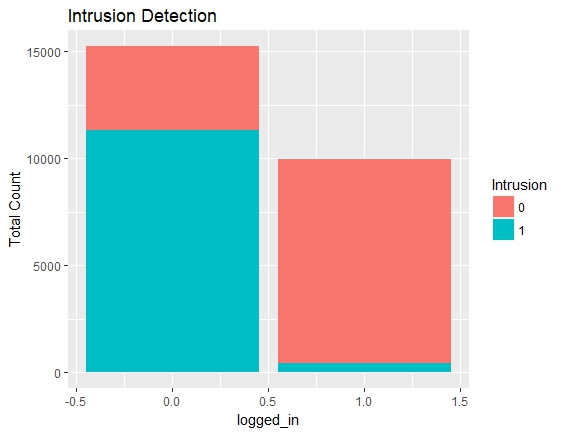 Intrusion Detection
15000
10000
5000
0
Total Count
-0.5 0.0 0.5 1.0 1.5
logged_in
Intrusion
0
1